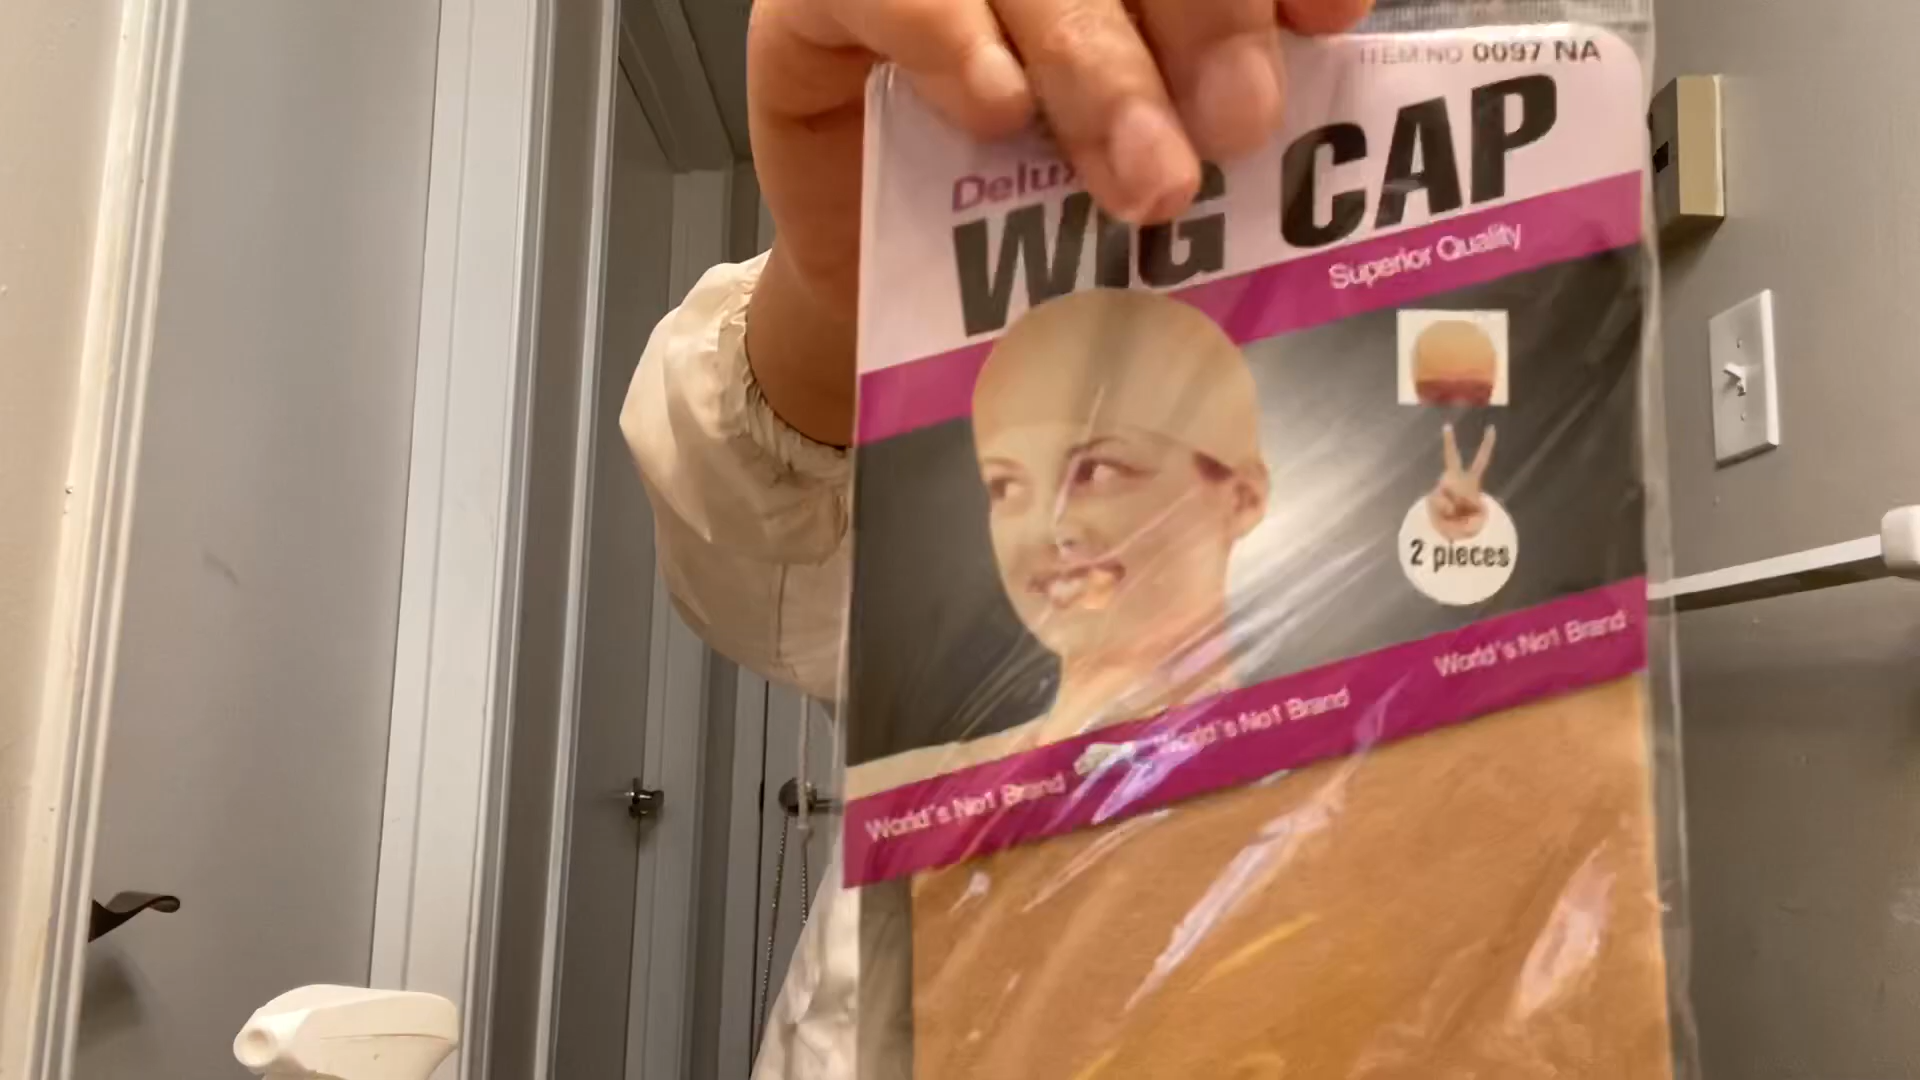 ITEM NO 0097 NA
Delux
WIG CAP
Superior Quality
2 pieces
World's No1 Brand World's No1 Brand World's No1 Brand